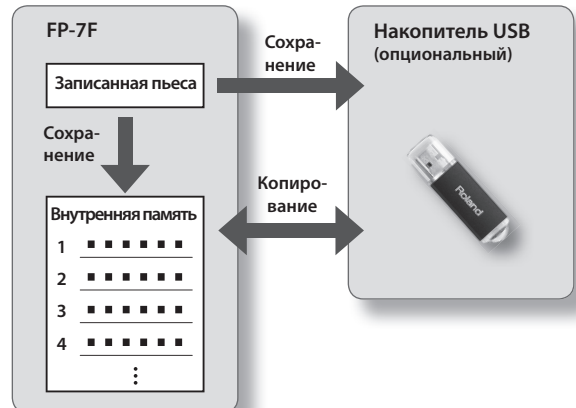 FP-7F
Записанная пьеса
Сохра-
нение
Внутренняя память
1
2
3
4
Сохра-
нение
Копиро-
вание
Накопитель USB
(опциональный)
Roland